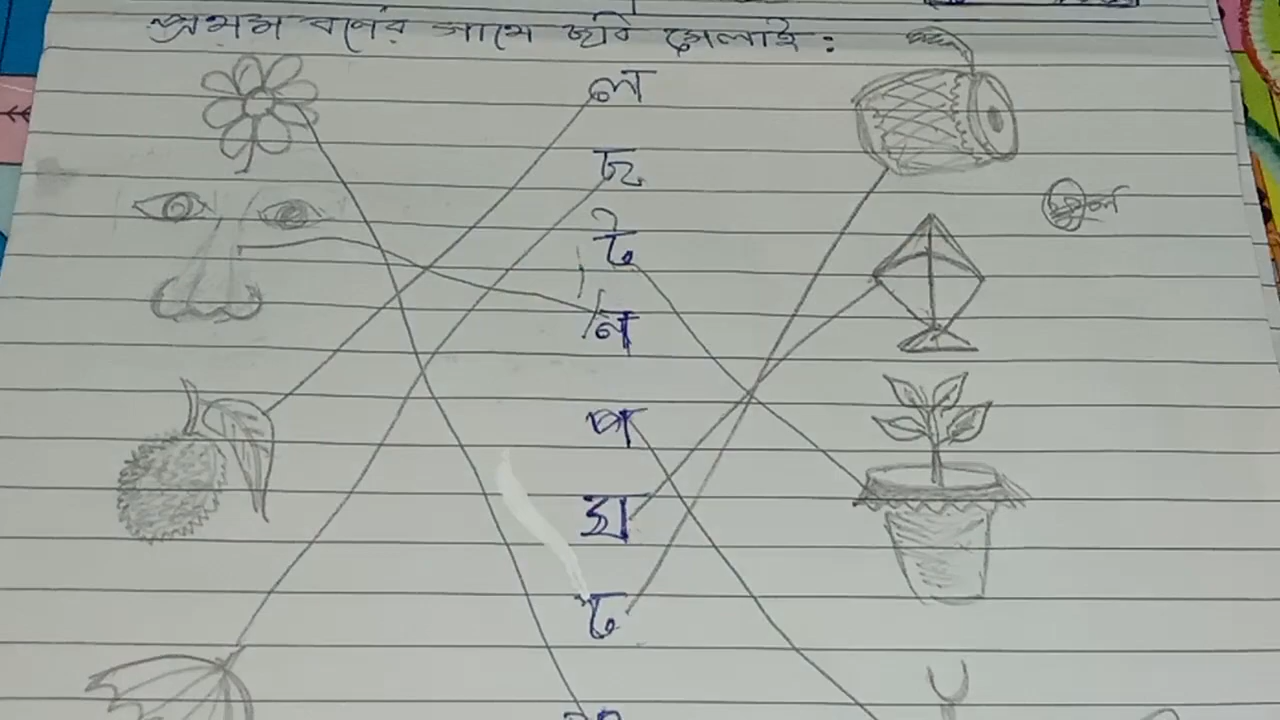 প্রথম বর্ণের সাথে ছবি মেলাই:
ল
ছ
ট
ন
প
ঘ
ঢ